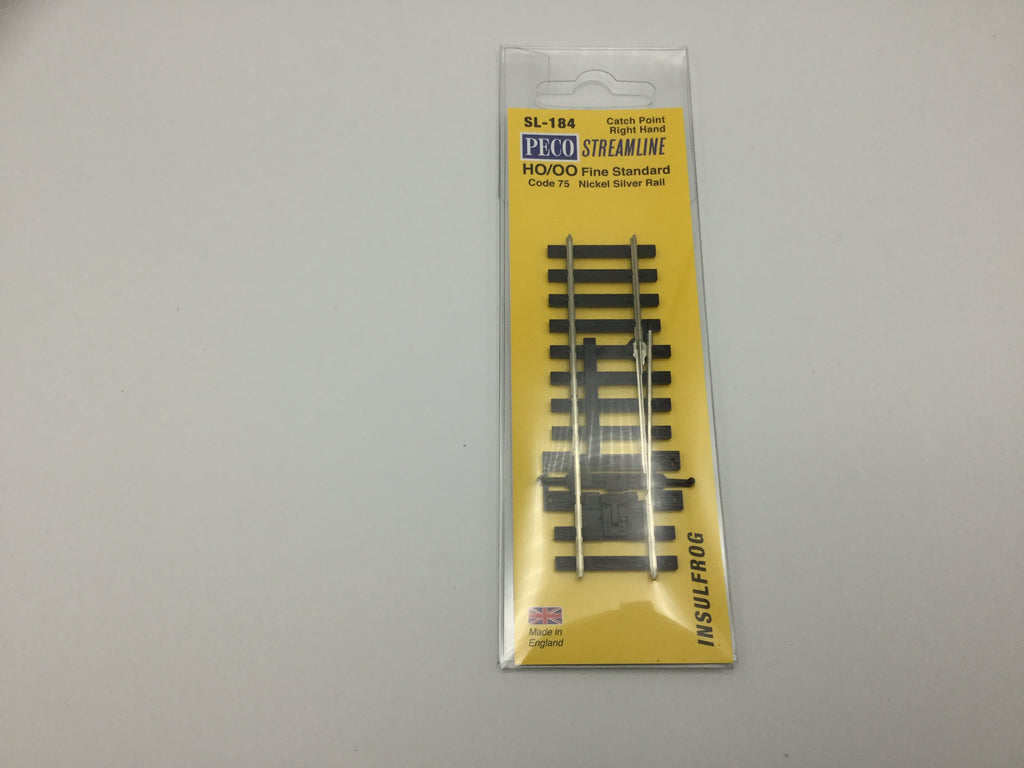 SL-184
Catch Point
Right Hand
PECO STREAMLINE
HO/OO Fine Standard
Code 75 Nickel Silver Rail
INSULFROG
Made in
England